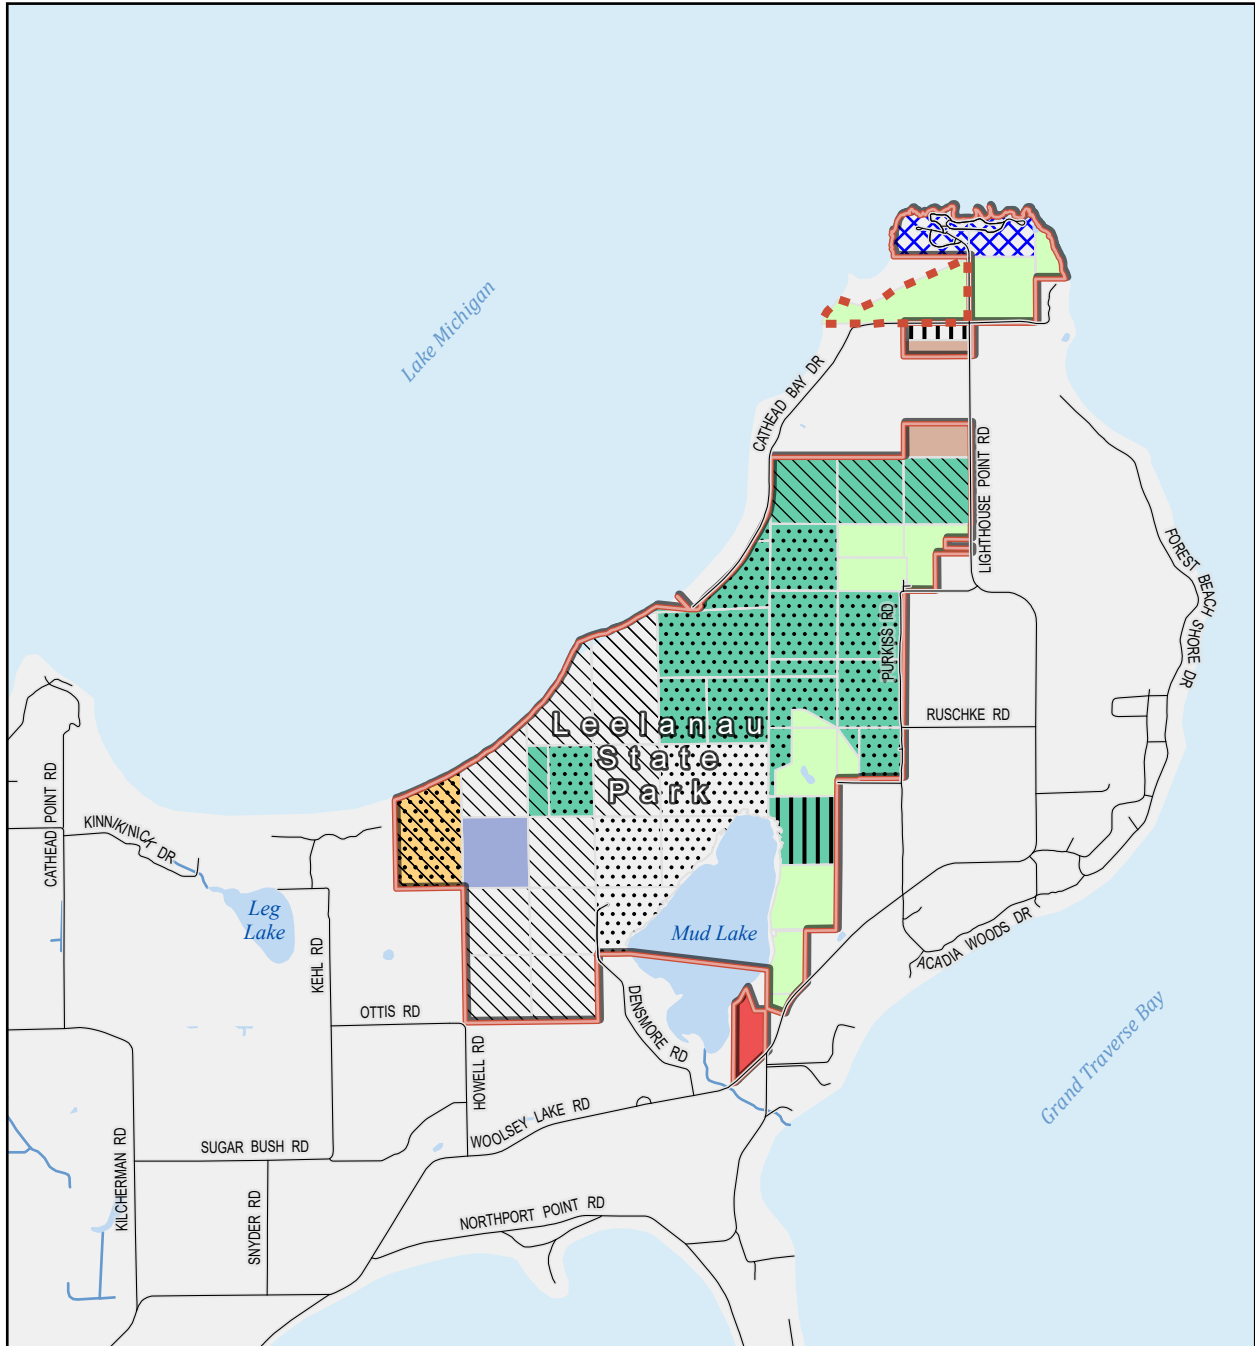 Lake Michigan
CATHEAD BAY DR
LIGHTHOUSE POINT RD
FOREST BEACH SHORE DR
PURKISS RD
RUSCHKE RD
Leelanau
State
Park
CATHEAD POINT RD
KINN/K/NICK DR
Leg
Lake
Mud Lake
KEHL RD
ACADIA WOODS DR
OTTIS RD
DENSMORE RD
HOWELL RD
Grand Traverse Bay
WOOLSEY LAKE RD
KILCHERMAN RD
SUGAR BUSH RD
SNYDER RD
NORTHPORT POINT RD